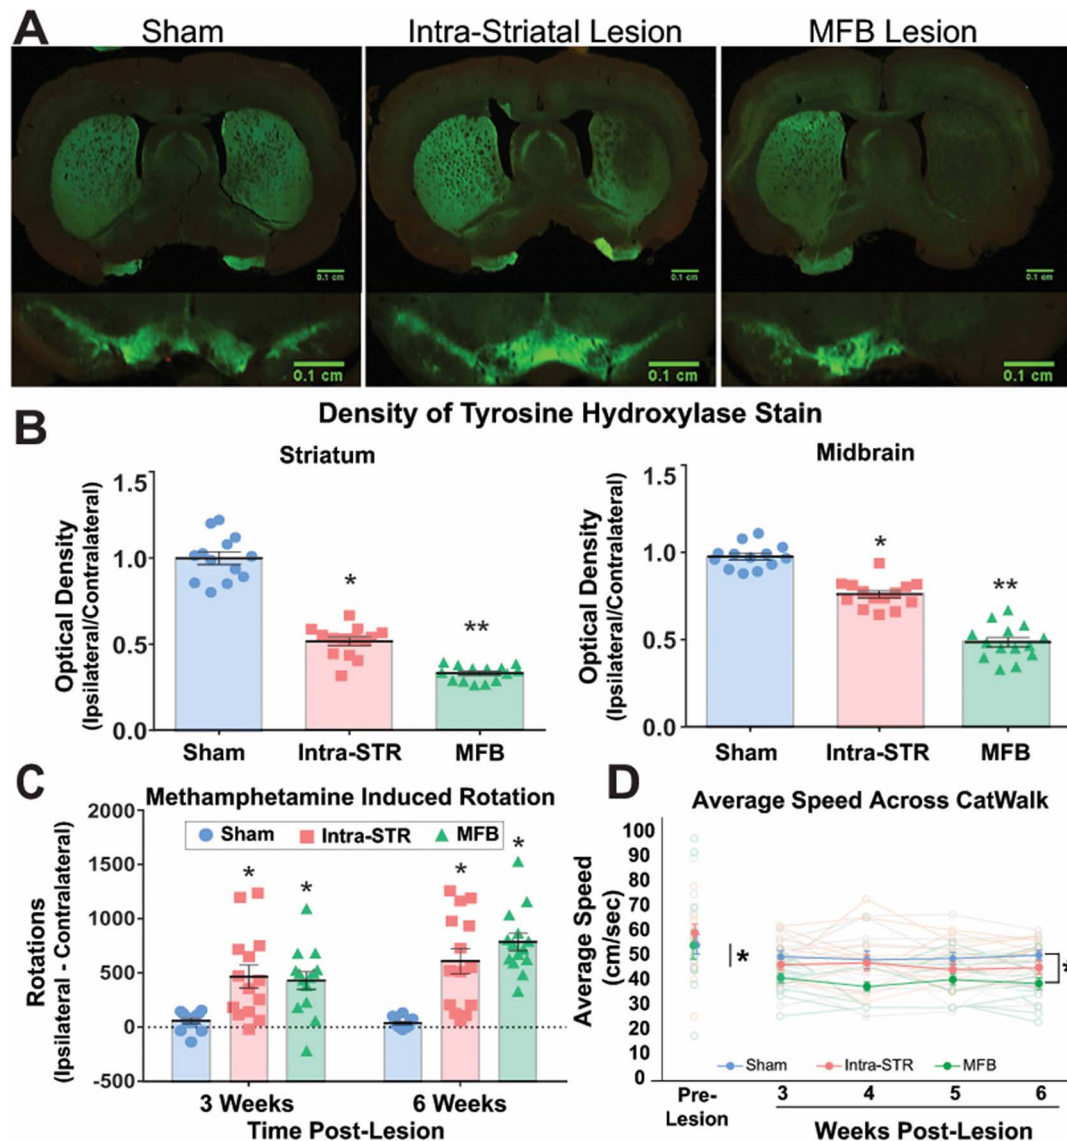 A
Sham
Intra-Striatal Lesion
MFB Lesion
0.1 cm
0.1 cm
0.1 cm
0.1 cm
0.1 cm
0.1 cm
B
Density of Tyrosine Hydroxylase Stain
Striatum
Optical Density
(Ipsilateral/Contralateral)
1.5
1.0
0.5
0.0
*
**
Sham
Intra-STR
MFB
Midbrain
Optical Density
(Ipsilateral/Contralateral)
1.5
1.0
0.5
0.0
*
**
Sham
Intra-STR
MFB
C
Methamphetamine Induced Rotation
Sham
Intra-STR
MFB
Rotations
(Ipsilateral - Contralateral)
2000
1500
1000
500
0
-500
*
*
*
*
3 Weeks
6 Weeks
Time Post-Lesion
D
Average Speed Across CatWalk
Average Speed
(cm/sec)
100
90
80
70
60
50
40
30
20
10
0
*
*
Sham
Intra-STR
MFB
Pre-
Lesion
3
4
5
6
Weeks Post-Lesion